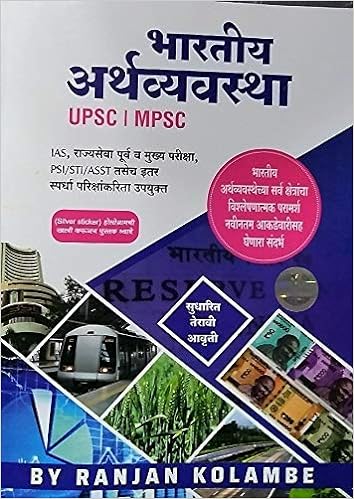 भारतीय
अर्थव्यवस्था
UPSC | MPSC
IAS, राज्यसेवा पूर्व व मुख्य परीक्षा,
PSI/STI/ASST तसेच इतर
स्पर्धा परिक्षांकरिता उपयुक्त
(Silver sticker) होलोग्रामची
खात्री करूनच पुस्तक घ्यावे
भारतीय
अर्थव्यवस्थेच्या सर्व क्षेत्रांचा
विश्लेषणात्मक परामर्श
नवीनतम आकडेवारीसह
घेणारा संदर्भ
भारतीय
RESERVE
सुधारित
तेरावी
आवृती
BY RANJAN KOLAMBE